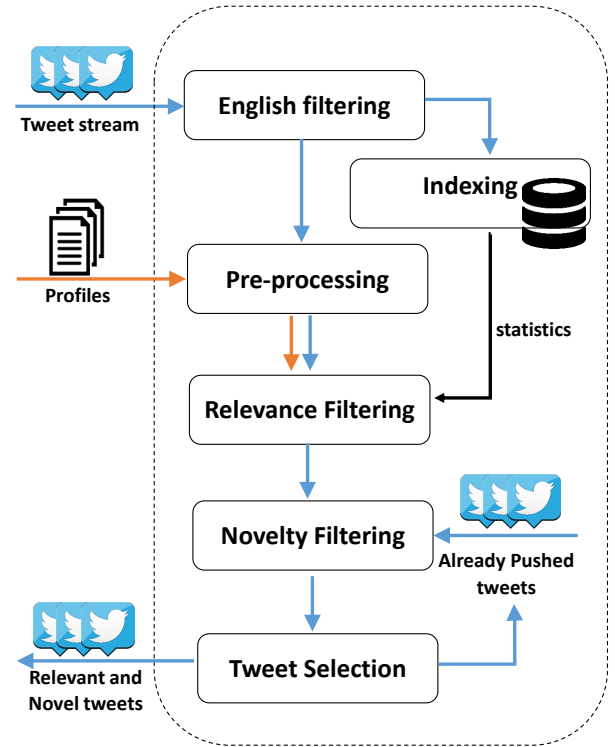 English filtering
Tweet stream
Indexing
Pre-processing
Profiles
statistics
Relevance Filtering
Novelty Filtering
Already Pushed
tweets
Tweet Selection
Relevant and
Novel tweets